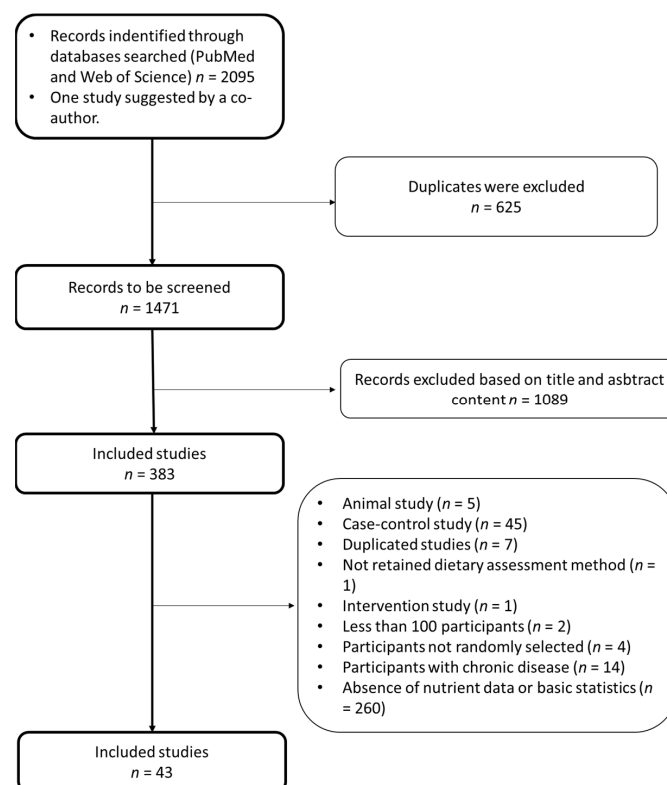 • Records indentified through
databases searched (PubMed
and Web of Science) n = 2095
• One study suggested by a co-
author.
Duplicates were excluded
n = 625
Records to be screened
n = 1471
Records excluded based on title and asbtract
content n = 1089
Included studies
n = 383
• Animal study (n = 5)
• Case-control study (n = 45)
• Duplicated studies (n = 7)
• Not retained dietary assessment method (n =
1)
• Intervention study (n = 1)
• Less than 100 participants (n = 2)
• Participants not randomly selected (n = 4)
• Participants with chronic disease (n = 14)
• Absence of nutrient data or basic statistics (n
= 260)
Included studies
n = 43